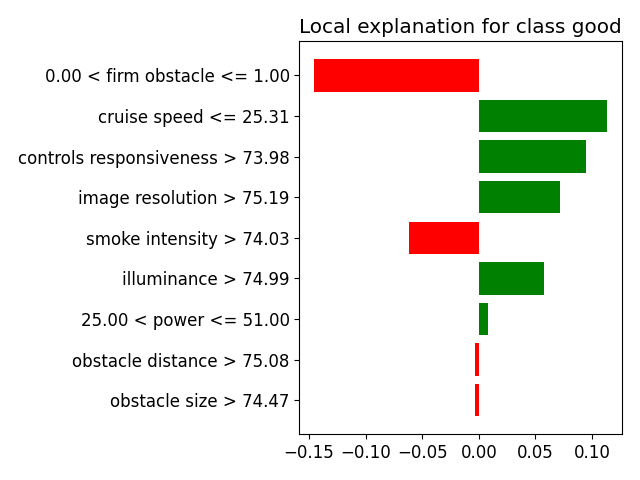 Local explanation for class good
0.00 < firm obstacle <= 1.00
cruise speed <= 25.31
controls responsiveness > 73.98
image resolution > 75.19
smoke intensity > 74.03
illuminance > 74.99
25.00 < power <= 51.00
obstacle distance > 75.08
obstacle size > 74.47
−0.15 −0.10 −0.05 0.00 0.05 0.10